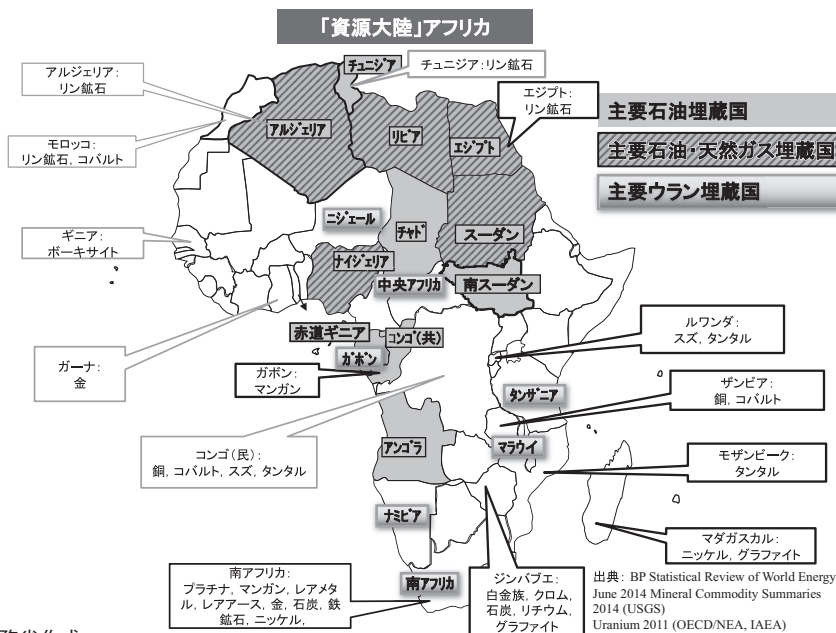 「資源大陸」アフリカ
アルジェリア:
リン鉱石
チュニジア
チュニジア:リン鉱石
エジプト:
リン鉱石
主要石油埋蔵国
主要石油・天然ガス埋蔵国
主要ウラン埋蔵国
モロッコ:
リン鉱石, コバルト
アルジェリア
リビア
エジプト
ギニア:
ボーキサイト
ニジェール
チャド
スーダン
ナイジェリア
中央アフリカ
南スーダン
ガーナ:
金
赤道ギニア
コンゴ(共)
ガボン
ガボン:
マンガン
ルワンダ:
スズ, タンタル
タンザニア
ザンビア:
銅, コバルト
コンゴ(民):
銅, コバルト, スズ, タンタル
アンゴラ
マラウイ
モザンビーク:
タンタル
ナミビア
マダガスカル:
ニッケル, グラファイト
南アフリカ:
プラチナ, マンガン, レアメタ
ル, レアアース, 金, 石炭, 鉄
鉱石, ニッケル,
南アフリカ
ジンバブエ:
白金族, クロム,
石炭, リチウム,
グラファイト
出典: BP Statistical Review of World Energy
June 2014 Mineral Commodity Summaries
2014 (USGS)
Uranium 2011 (OECD/NEA, IAEA)